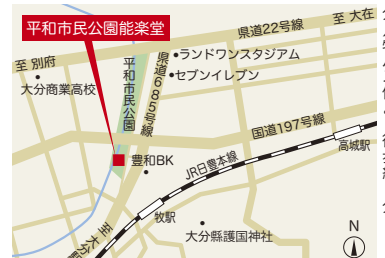 平和市民公園能楽堂
至 大在
県道22号線
至 別府
ランドワンスタジアム
セブンイレブン
大分商業高校
平和市民公園
県道685号線
国道197号線
高城駅
豊和BK
JR日豊本線
牧駅
大分縣護国神社
N